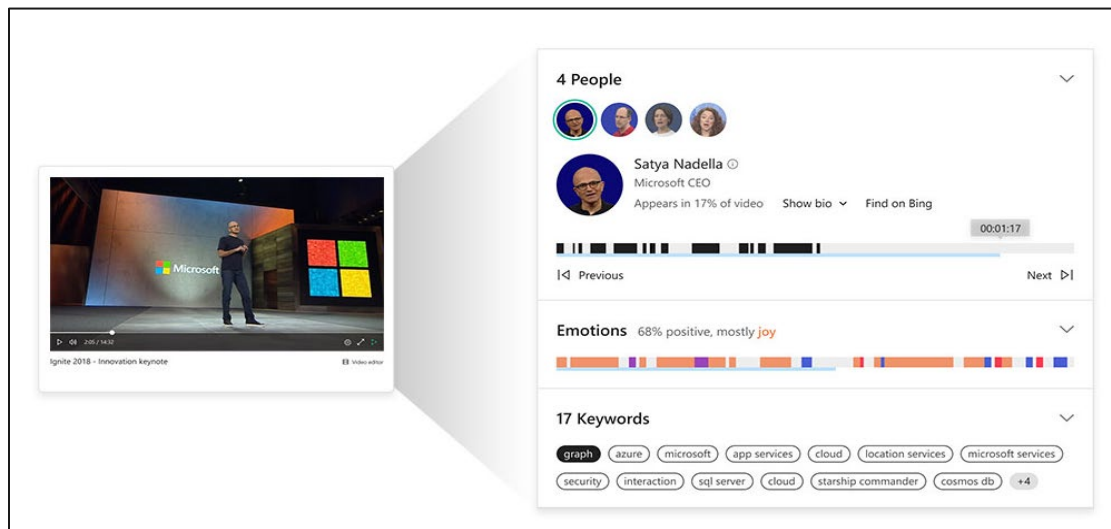 Microsoft
2:05 / 14:32
Ignite 2018 - Innovation keynote
Video editor
4 People
Satya Nadella
Microsoft CEO
Appears in 17% of video Show bio Find on Bing
00:01:17
Previous
Next
Emotions 68% positive, mostly joy
17 Keywords
graph azure microsoft app services cloud location services microsoft services
security interaction sql server cloud starship commander cosmos db +4